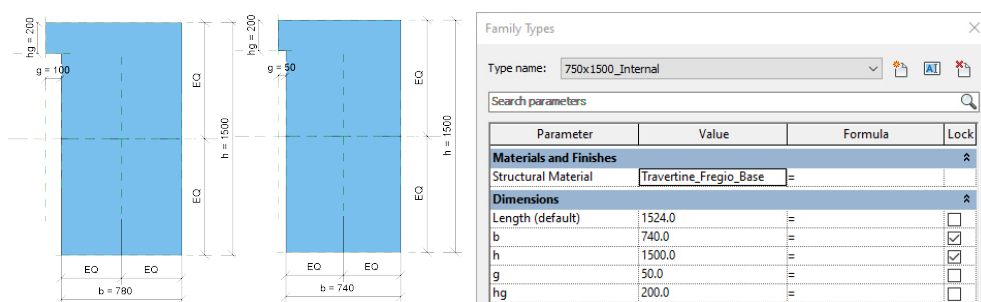 hg = 200
g = 100
EQ
h = 1500
EQ
EQ EQ
b = 780
hg = 200
g = 50
EQ
h = 1500
EQ
EQ EQ
b = 740
Family Types
Type name: 750x1500_Internal
Search parameters
Parameter Value Formula Lock
Materials and Finishes
Structural Material Travertine_Fregio_Base =
Dimensions
Length (default) 1524.0 =
b 740.0 =
h 1500.0 =
g 50.0 =
hg 200.0 =